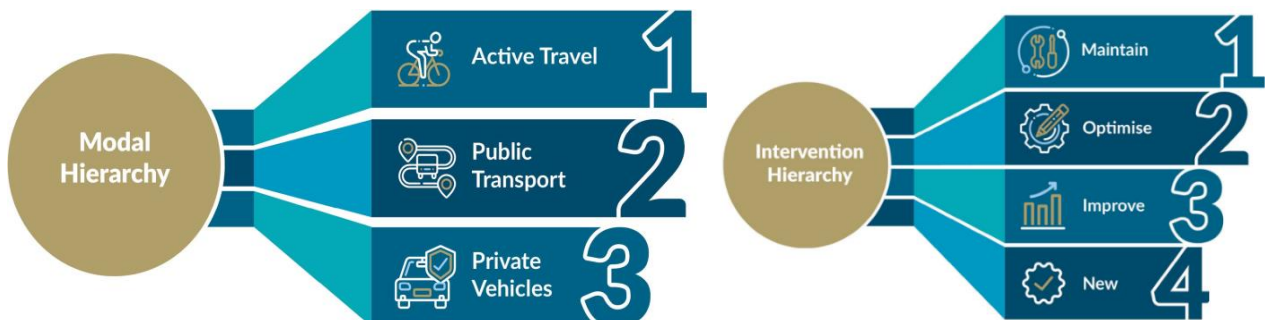 Modal
Hierarchy
Active Travel
1
Public
Transport
2
Private
Vehicles
3
Intervention
Hierarchy
Maintain
1
Optimise
2
Improve
3
New
4